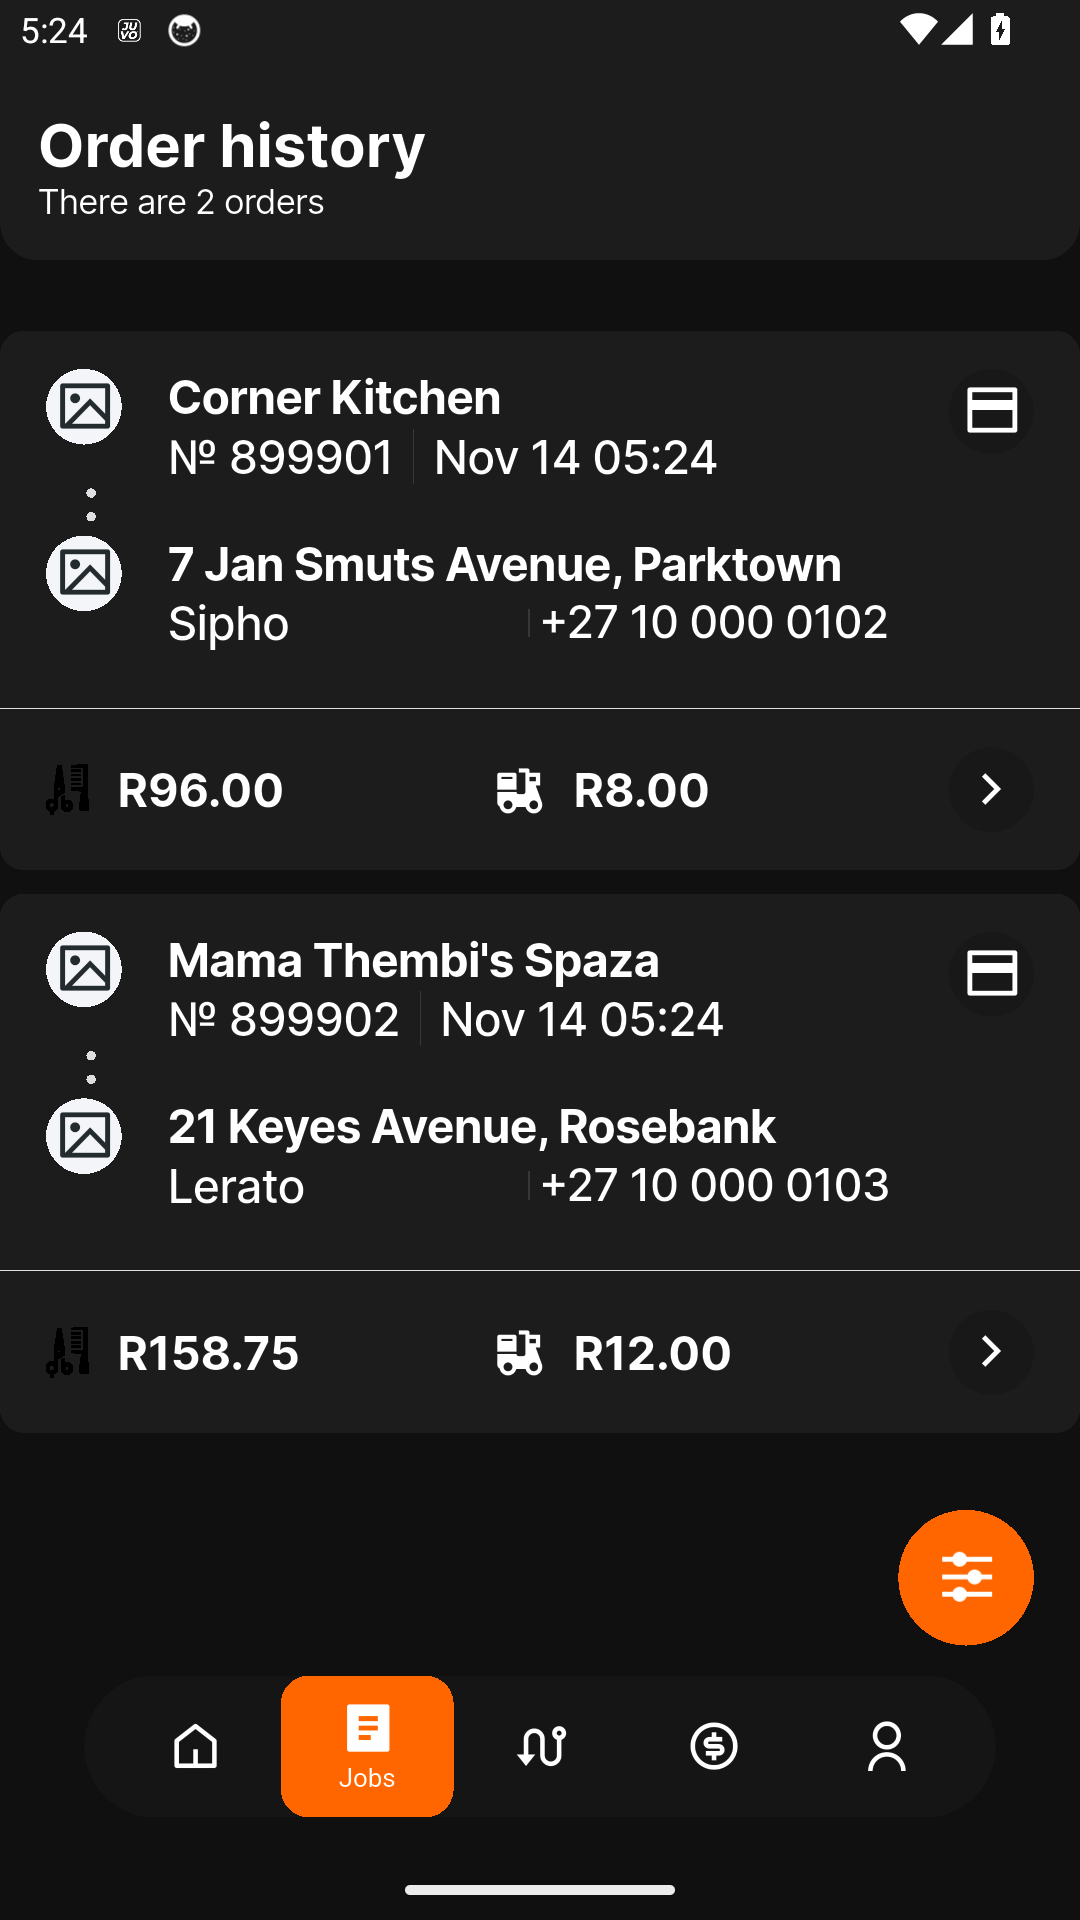 5:24
JUVO
Order history
There are 2 orders
Corner Kitchen
№ 899901 Nov 14 05:24
7 Jan Smuts Avenue, Parktown
Sipho +27 10 000 0102
R96.00 R8.00
Mama Thembi's Spaza
№ 899902 Nov 14 05:24
21 Keyes Avenue, Rosebank
Lerato +27 10 000 0103
R158.75 R12.00
Jobs